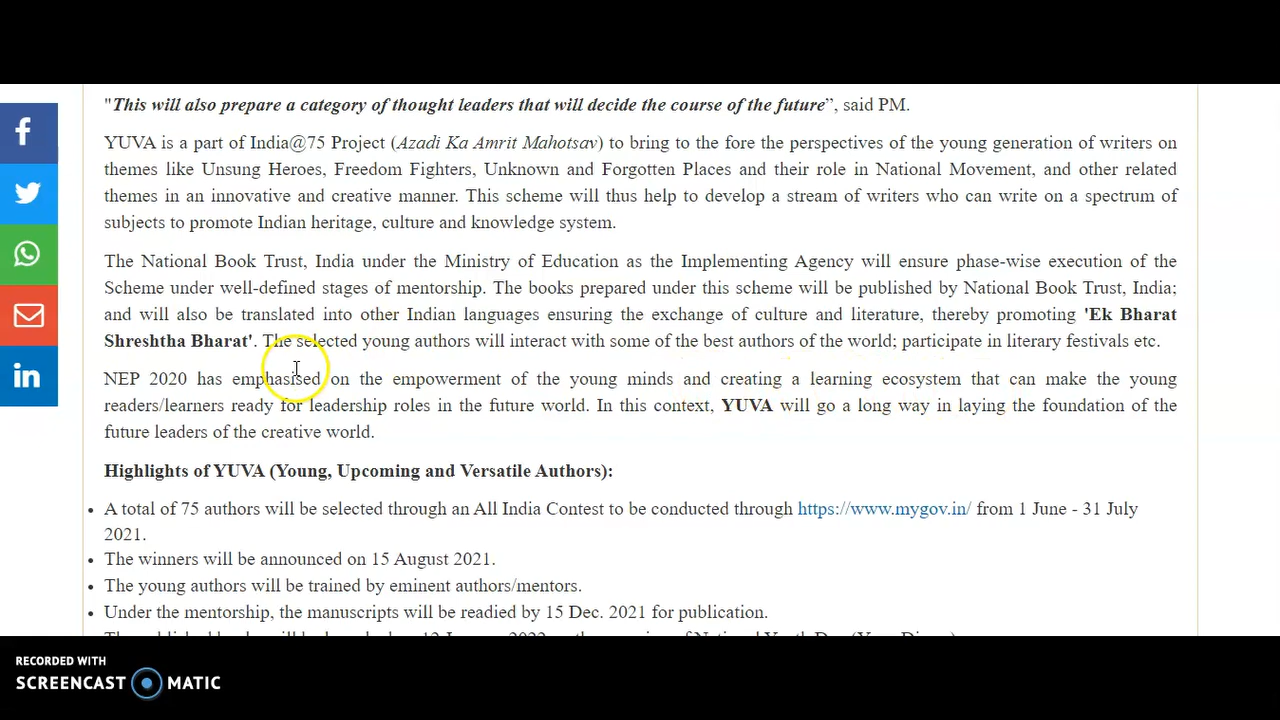 "This will also prepare a category of thought leaders that will decide the course of the future”, said PM.
YUVA is a part of India@75 Project (Azadi Ka Amrit Mahotsav) to bring to the fore the perspectives of the young generation of writers on
themes like Unsung Heroes, Freedom Fighters, Unknown and Forgotten Places and their role in National Movement, and other related
themes in an innovative and creative manner. This scheme will thus help to develop a stream of writers who can write on a spectrum of
subjects to promote Indian heritage, culture and knowledge system.
The National Book Trust, India under the Ministry of Education as the Implementing Agency will ensure phase-wise execution of the
Scheme under well-defined stages of mentorship. The books prepared under this scheme will be published by National Book Trust, India;
and will also be translated into other Indian languages ensuring the exchange of culture and literature, thereby promoting 'Ek Bharat
Shreshtha Bharat'. The selected young authors will interact with some of the best authors of the world; participate in literary festivals etc.
NEP 2020 has emphasised on the empowerment of the young minds and creating a learning ecosystem that can make the young
readers/learners ready for leadership roles in the future world. In this context, YUVA will go a long way in laying the foundation of the
future leaders of the creative world.
Highlights of YUVA (Young, Upcoming and Versatile Authors):
A total of 75 authors will be selected through an All India Contest to be conducted through https://www.mygov.in/ from 1 June - 31 July
2021.
The winners will be announced on 15 August 2021.
The young authors will be trained by eminent authors/mentors.
Under the mentorship, the manuscripts will be readied by 15 Dec. 2021 for publication.
RECORDED WITH
SCREENCAST MATIC